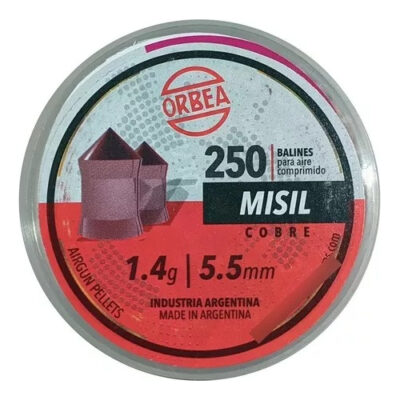 ORBEA
250
BALINES
para aire
comprimido
MISIL
COBRE
1.4g | 5.5mm
INDUSTRIA ARGENTINA
MADE IN ARGENTINA
AIRGUN PELLETS